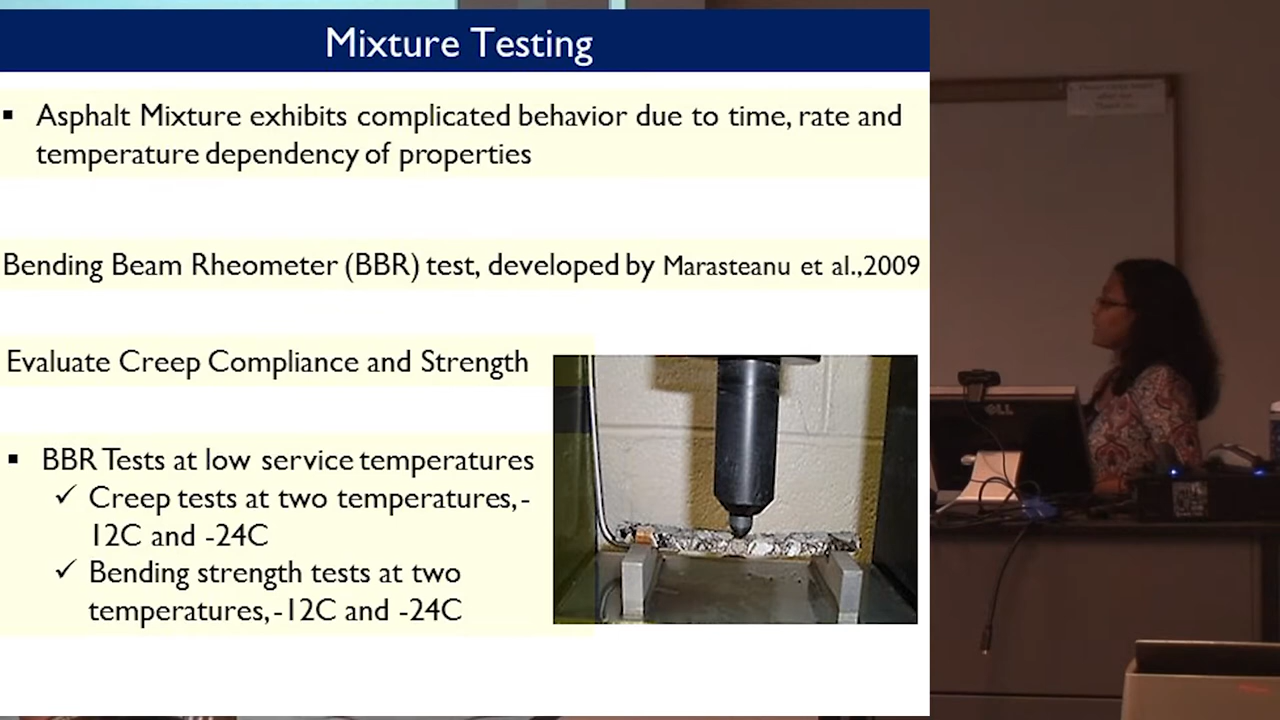 Mixture Testing
▪ Asphalt Mixture exhibits complicated behavior due to time, rate and
temperature dependency of properties
Bending Beam Rheometer (BBR) test, developed by Marasteanu et al.,2009
Evaluate Creep Compliance and Strength
▪ BBR Tests at low service temperatures
✓ Creep tests at two temperatures,-
12C and -24C
✓ Bending strength tests at two
temperatures,-12C and -24C
DELL